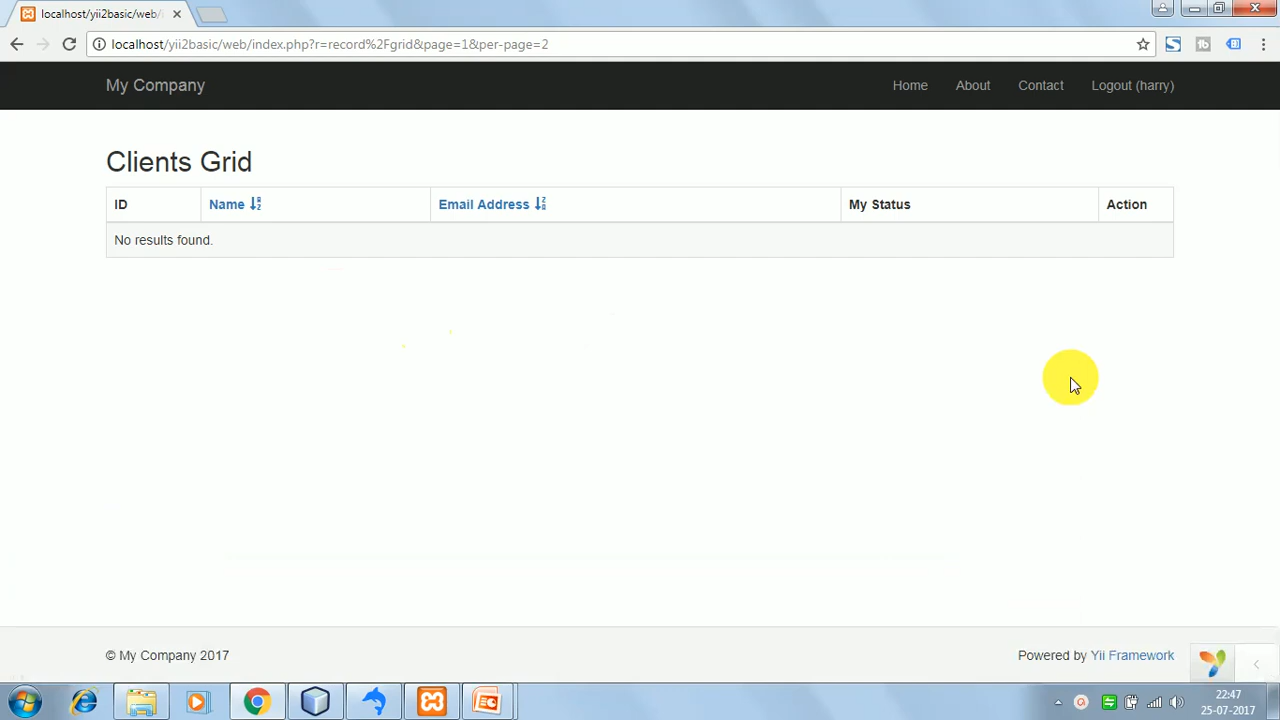 localhost/yii2basic/web/
localhost/yii2basic/web/index.php?r=record%2Fgrid&page=1&per-page=2
My Company
Home About Contact Logout (harry)
Clients Grid
ID Name Email Address My Status Action
No results found.
© My Company 2017
Powered by Yii Framework
22:47
25-07-2017